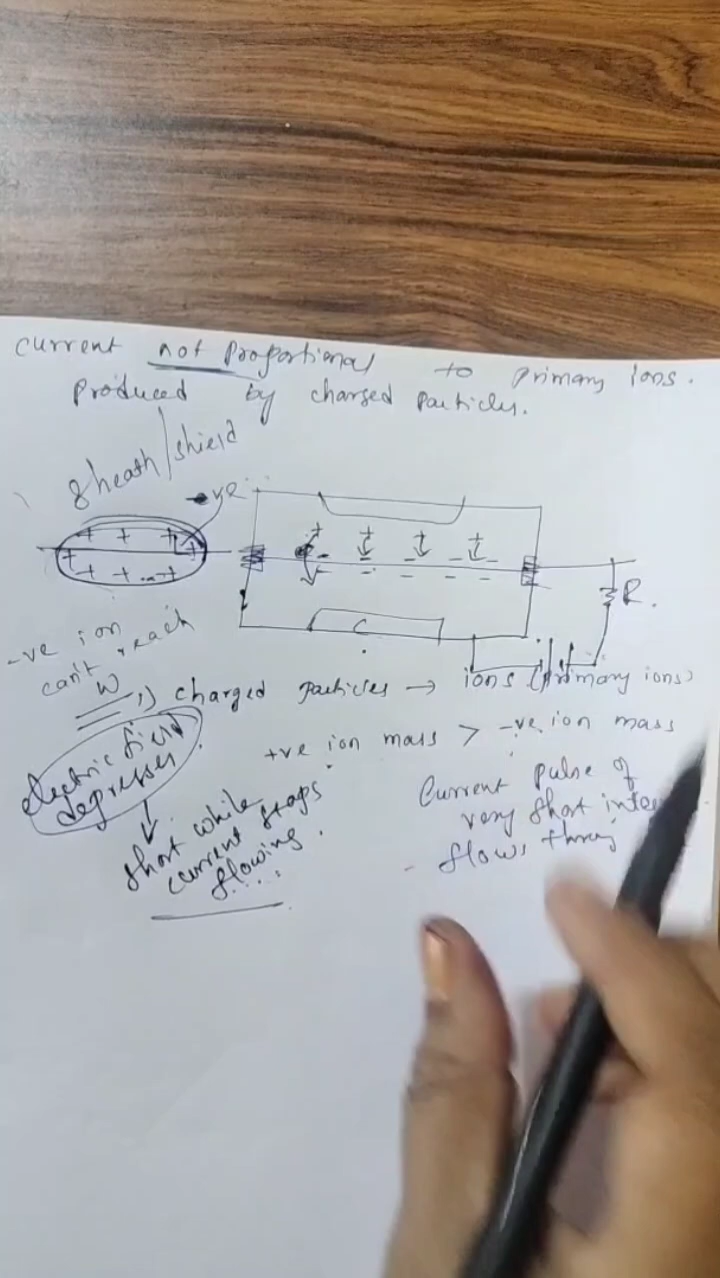 current not proportional to primary ions.
produced by charged particles.
sheath/shield
-ve
+ + +
+ +
+ + ... +
+ + + +
R.
C
-ve ion
can't reach
W
1) charged particles → ions (primary ions)
+ve ion mass > -ve ion mass
electric field
depresses.
short while
current stops
flowing.
Current pulse of
very short
flows